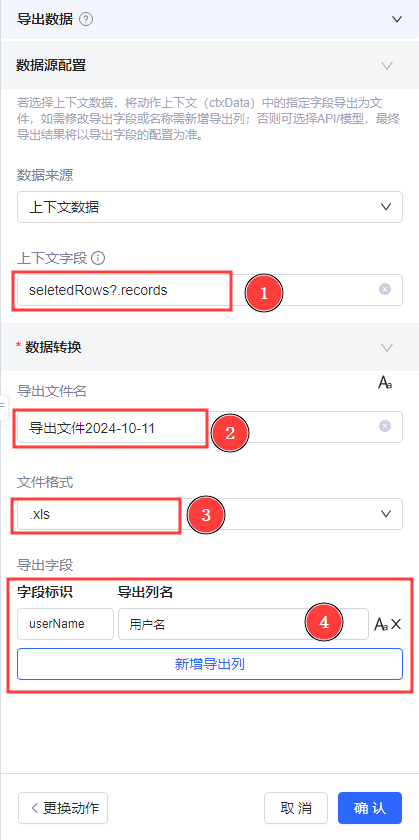 导出数据
数据源配置
若选择上下文数据，将动作上下文（ctxData）中的指定字段导出为文
件，如需修改导出字段或名称需新增导出列；否则可选择API/模型，最终
导出结果将以导出字段的配置为准。
数据来源
上下文数据
上下文字段
seletedRows?.records
1
* 数据转换
导出文件名
Aa
导出文件2024-10-11
2
文件格式
.xls
3
导出字段
字段标识 导出列名
userName 用户名 4 Aa X
新增导出列
更换动作 取 消 确 认